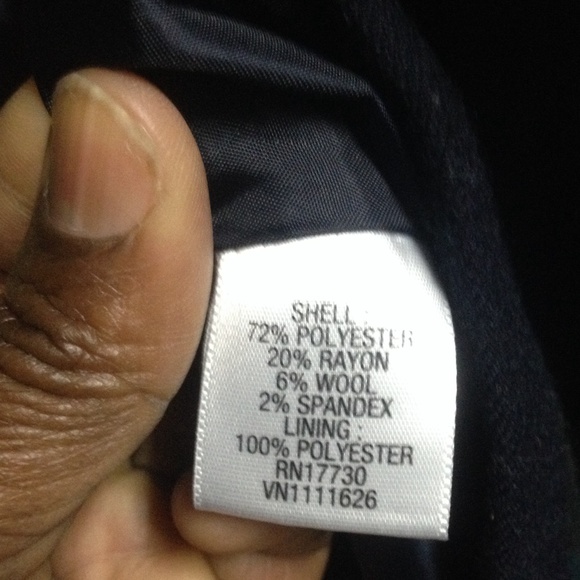 SHELL :
72% POLYESTER
20% RAYON
6% WOOL
2% SPANDEX
LINING :
100% POLYESTER
RN17730
VN1111626